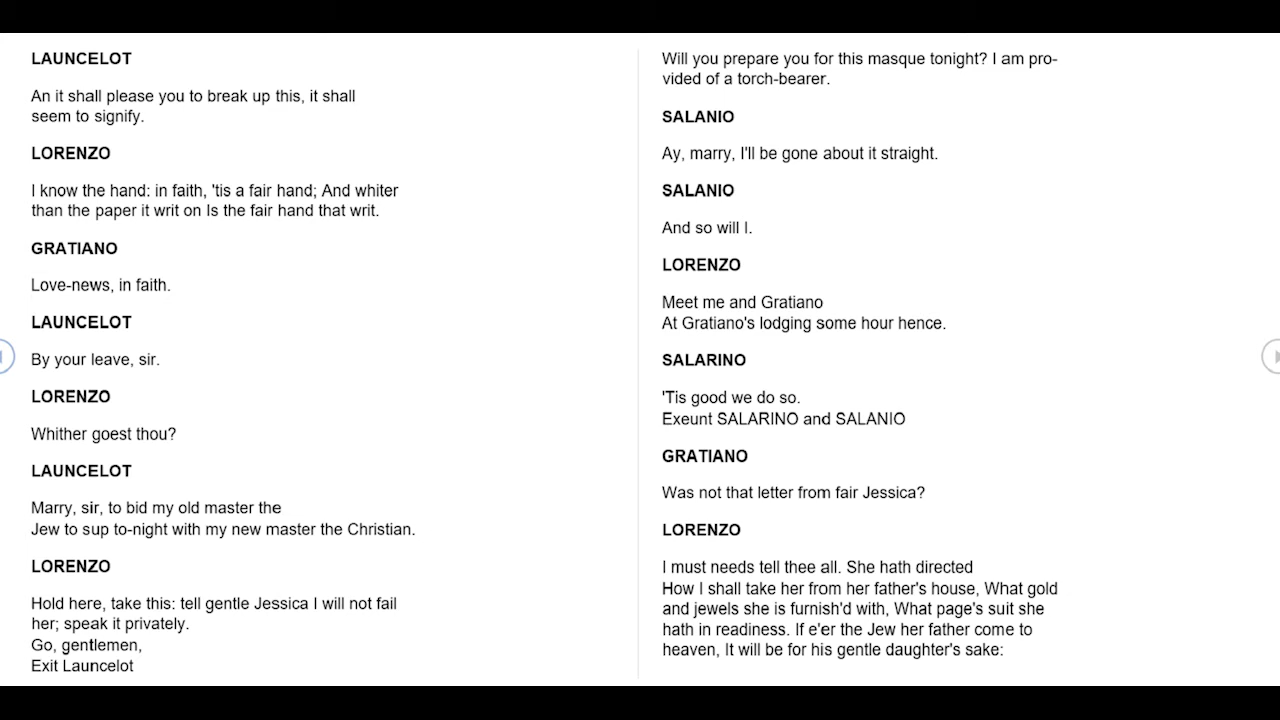 LAUNCELOT
An it shall please you to break up this, it shall
seem to signify.
LORENZO
I know the hand: in faith, 'tis a fair hand; And whiter
than the paper it writ on Is the fair hand that writ.
GRATIANO
Love-news, in faith.
LAUNCELOT
By your leave, sir.
LORENZO
Whither goest thou?
LAUNCELOT
Marry, sir, to bid my old master the
Jew to sup to-night with my new master the Christian.
LORENZO
Hold here, take this: tell gentle Jessica I will not fail
her; speak it privately.
Go, gentlemen,
Exit Launcelot
Will you prepare you for this masque tonight? I am pro-
vided of a torch-bearer.
SALANIO
Ay, marry, I'll be gone about it straight.
SALANIO
And so will I.
LORENZO
Meet me and Gratiano
At Gratiano's lodging some hour hence.
SALARINO
'Tis good we do so.
Exeunt SALARINO and SALANIO
GRATIANO
Was not that letter from fair Jessica?
LORENZO
I must needs tell thee all. She hath directed
How I shall take her from her father's house, What gold
and jewels she is furnish'd with, What page's suit she
hath in readiness. If e'er the Jew her father come to
heaven, It will be for his gentle daughter's sake: